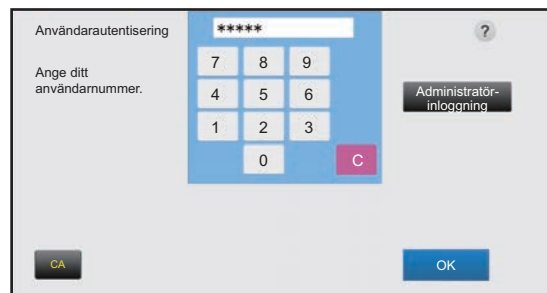 Användarautentisering
*****
?
Ange ditt
användarnummer.
7 8 9
4 5 6
1 2 3
0 C
Administratör-
inloggning
CA
OK